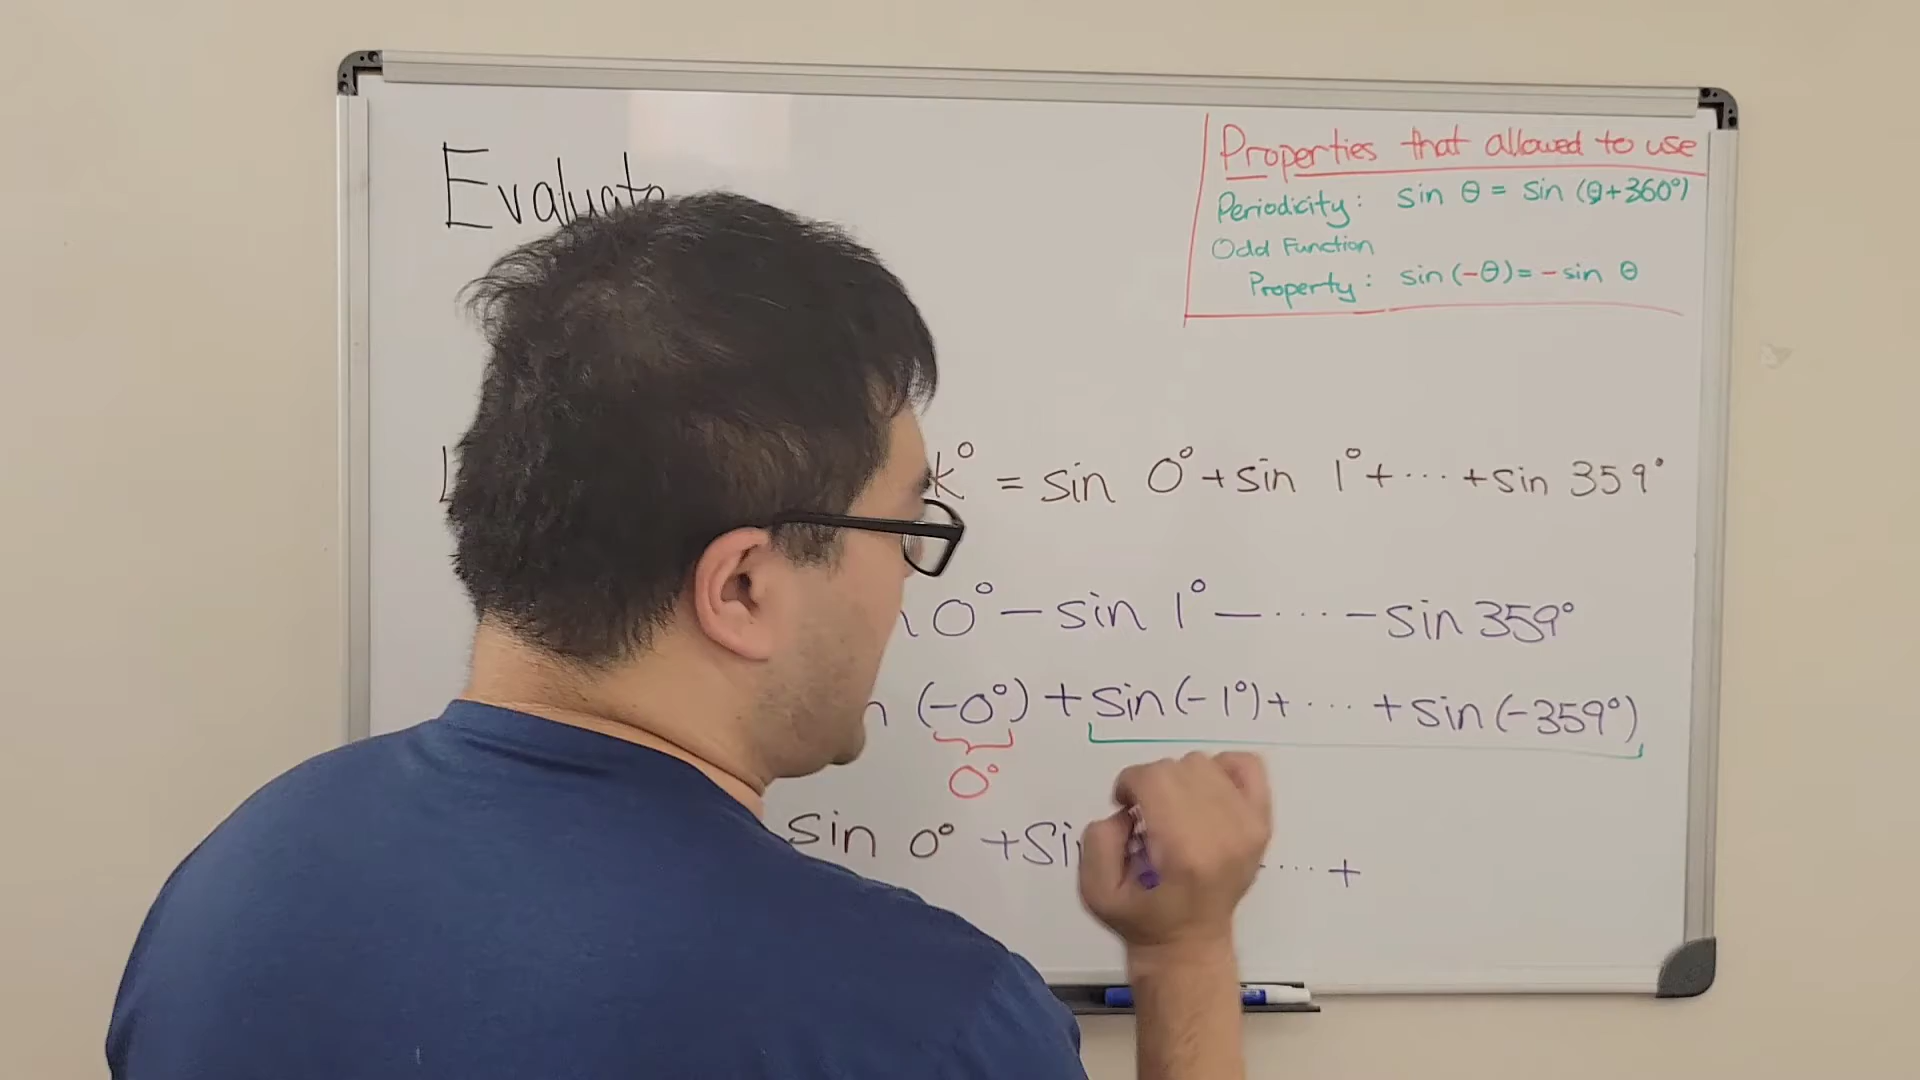 Evaluate
Properties that allowed to use
Periodicity: sin θ = sin (θ+360°)
Odd Function
Property: sin (-θ) = - sin θ
k° = sin 0° + sin 1° + ··· + sin 359°
0° - sin 1° - ···· - sin 359°
(-0°) + sin (-1°) + ··· + sin (-359°)
0°
sin 0° + Sin ···· +